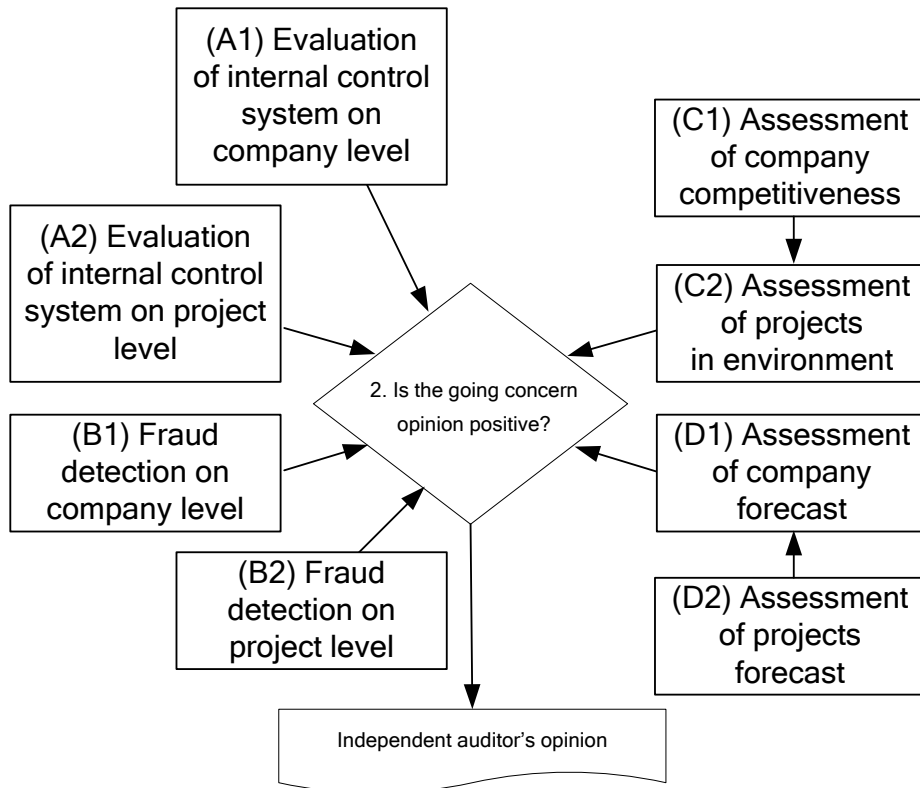 (A1) Evaluation
of internal control
system on
company level
(C1) Assessment
of company
competitiveness
(A2) Evaluation
of internal control
system on project
level
(C2) Assessment
of projects
in environment
2. Is the going concern
opinion positive?
(B1) Fraud
detection on
company level
(D1) Assessment
of company
forecast
(B2) Fraud
detection on
project level
(D2) Assessment
of projects
forecast
Independent auditor’s opinion